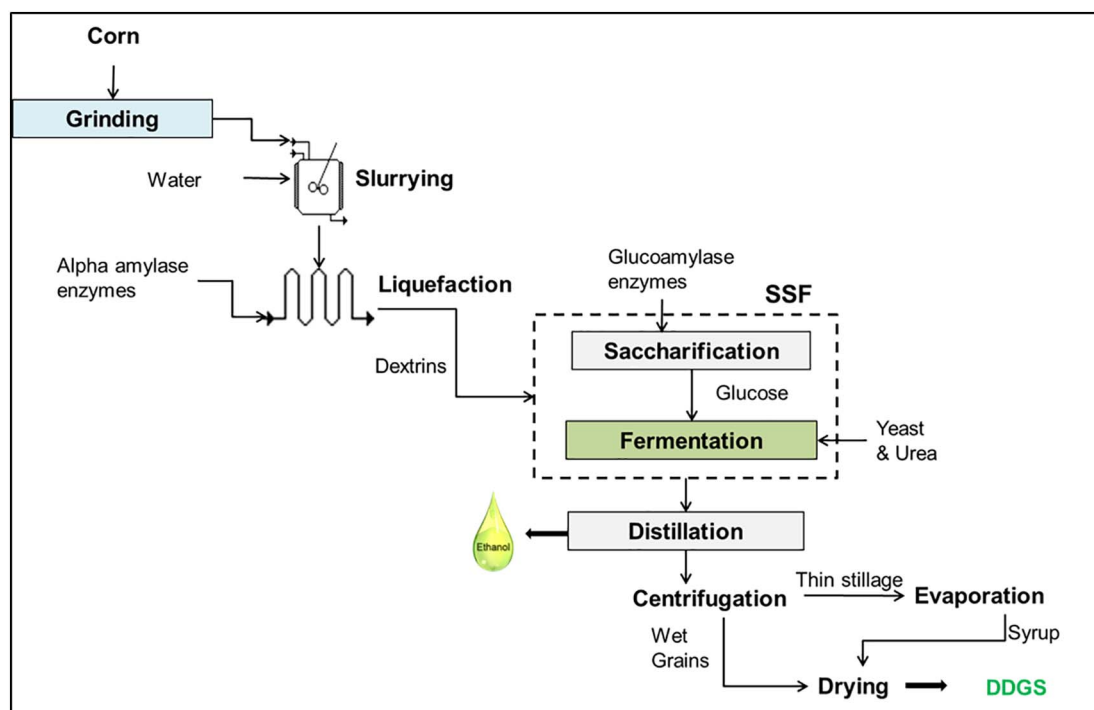 Corn
Grinding
Water
Slurrying
Alpha amylase
enzymes
Liquefaction
Dextrins
Glucoamylase
enzymes
SSF
Saccharification
Glucose
Fermentation
Yeast
& Urea
Distillation
Ethanol
Centrifugation
Thin stillage
Evaporation
Wet
Grains
Syrup
Drying
DDGS